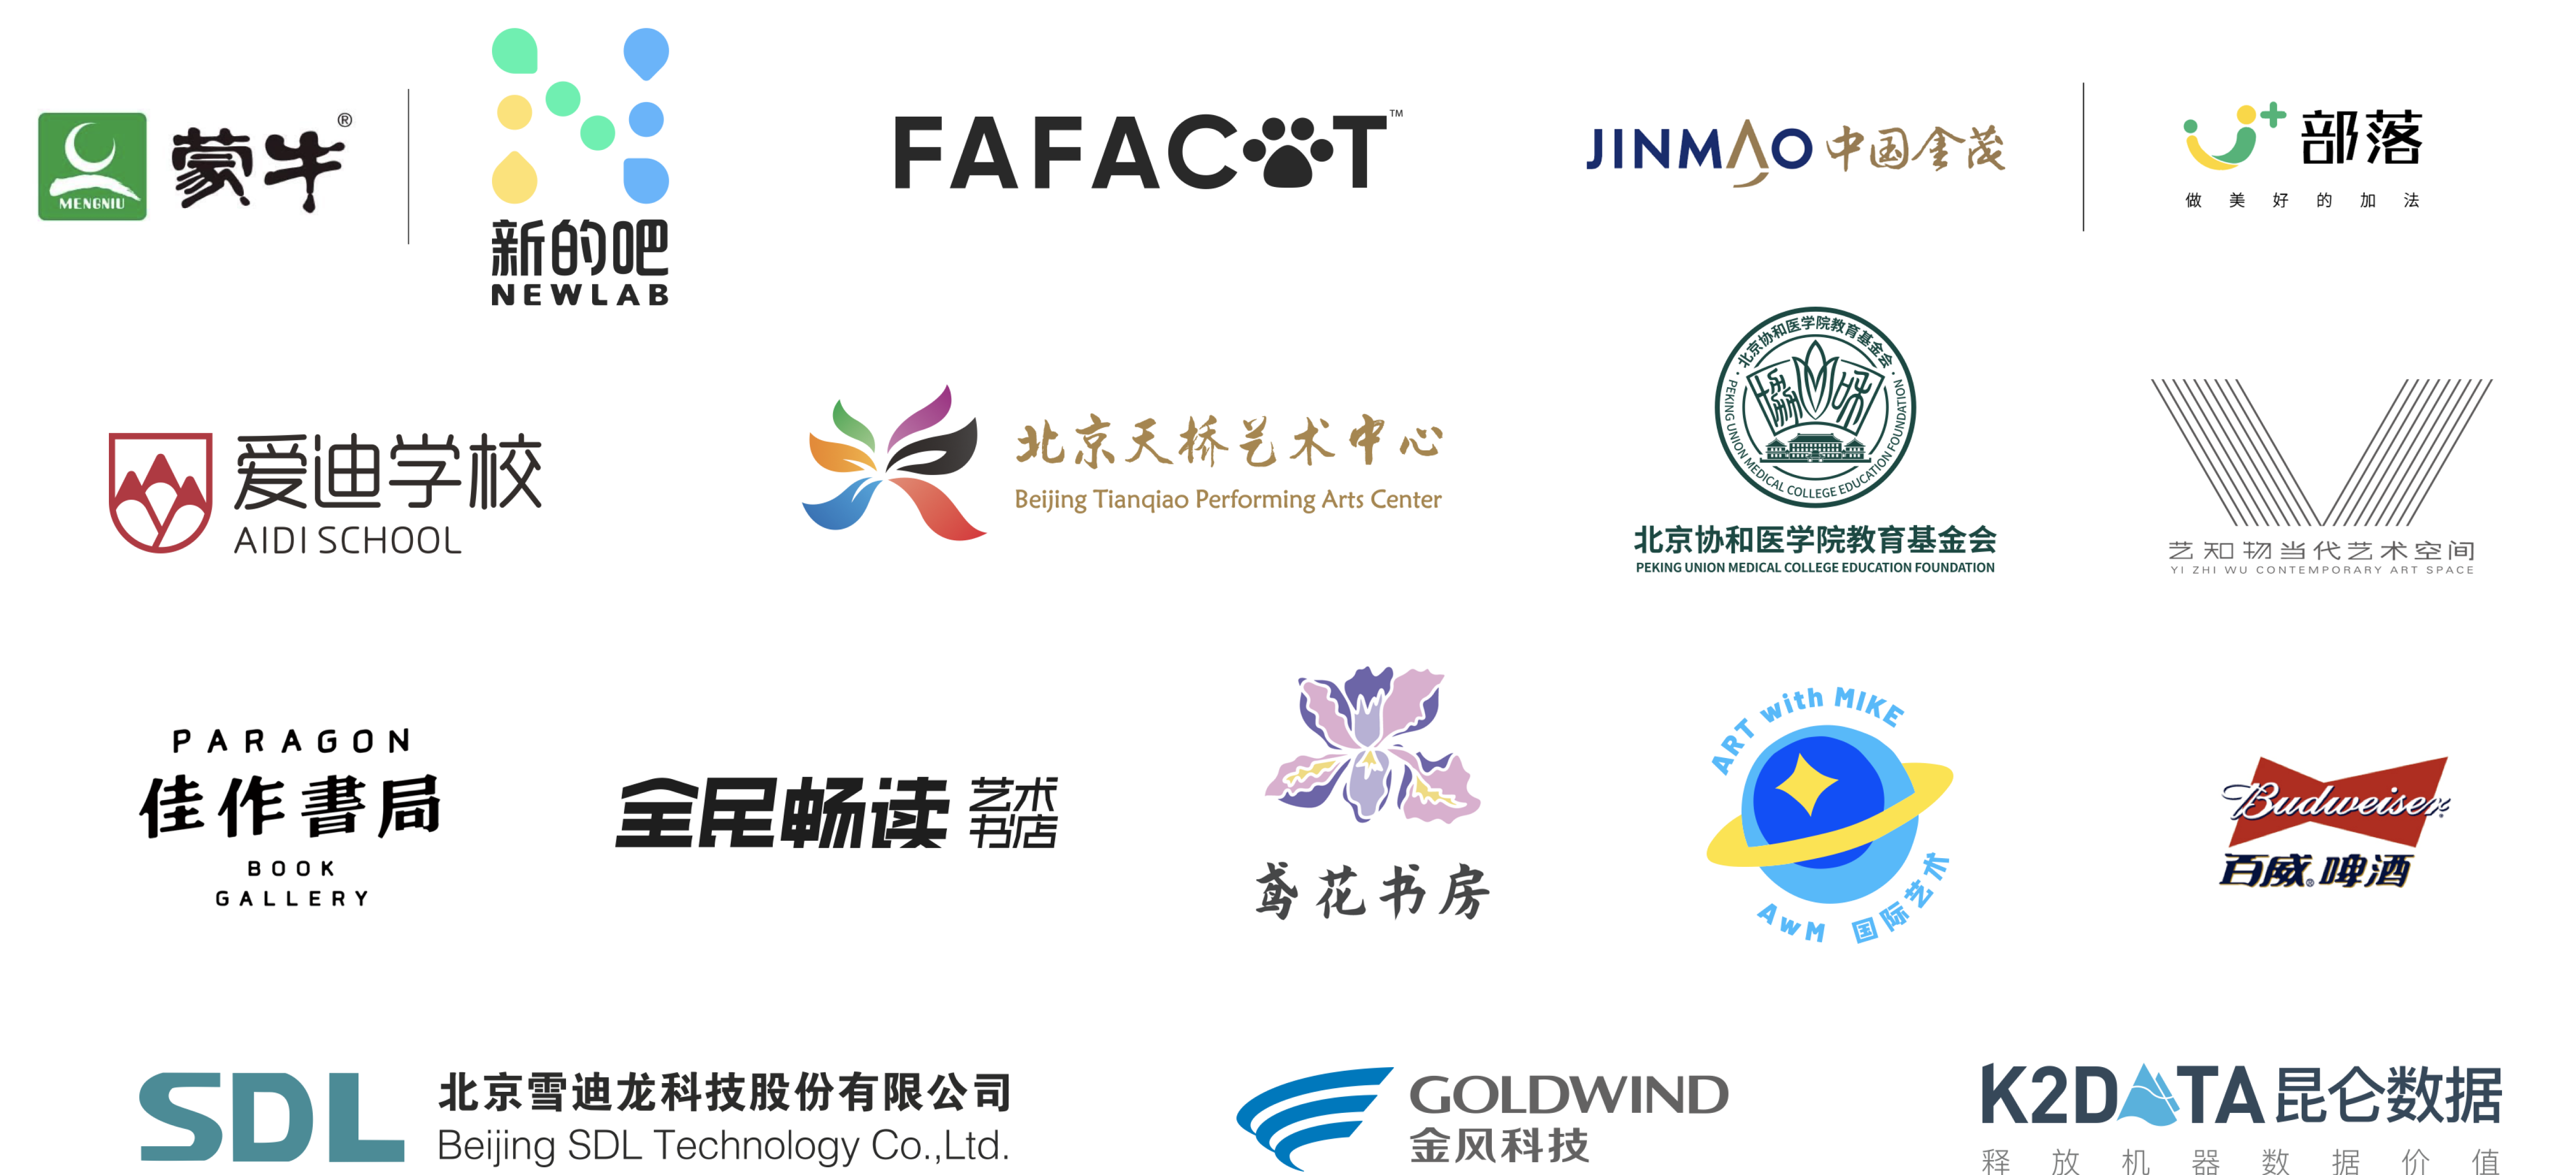 MENGNIU
蒙牛®
新的吧
NEWLAB
FAFACAT™
JINMAO 中国金茂
部落
做美好的加法
爱迪学校
AIDI SCHOOL
北京天桥艺术中心
Beijing Tianqiao Performing Arts Center
·北京协和医学院教育基金会·
PEKING UNION MEDICAL COLLEGE EDUCATION FOUNDATION
北京协和医学院教育基金会
PEKING UNION MEDICAL COLLEGE EDUCATION FOUNDATION
艺知物当代艺术空间
YI ZHI WU CONTEMPORARY ART SPACE
PARAGON
佳作書局
BOOK
GALLERY
全民畅读 艺术书店
鸢花书房
ART with MIKE
AwM 国际艺术
Budweiser
百威®啤酒
SDL
北京雪迪龙科技股份有限公司
Beijing SDL Technology Co.,Ltd.
GOLDWIND
金风科技
K2DATA 昆仑数据
释放机器数据价值